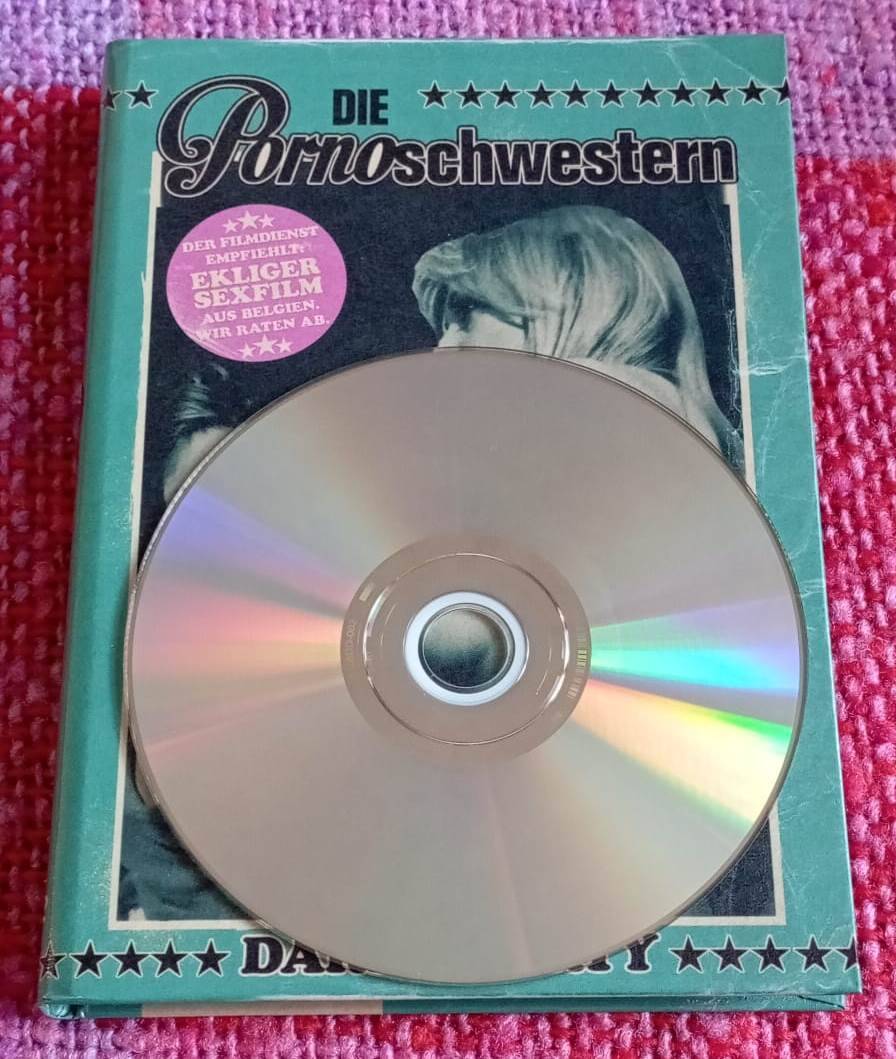 DIE
Pornoschwestern
DER FILMDIENST
EMPFIEHLT:
EKLIGER
SEXFILM
AUS BELGIEN.
WIR RATEN AB.